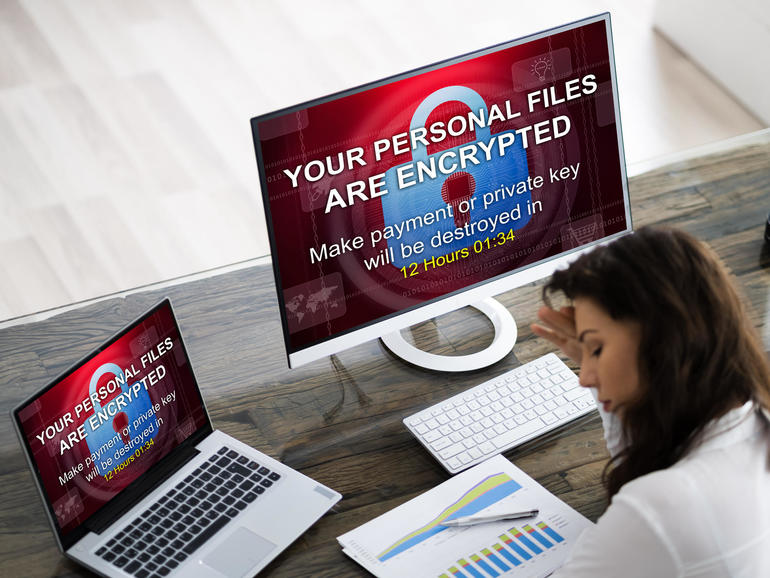 YOUR PERSONAL FILES
ARE ENCRYPTED
Make payment or private key
will be destroyed in
12 Hours 01:34
YOUR PERSONAL FILES
ARE ENCRYPTED
Make payment or private key
will be destroyed in
12 Hours 01:34